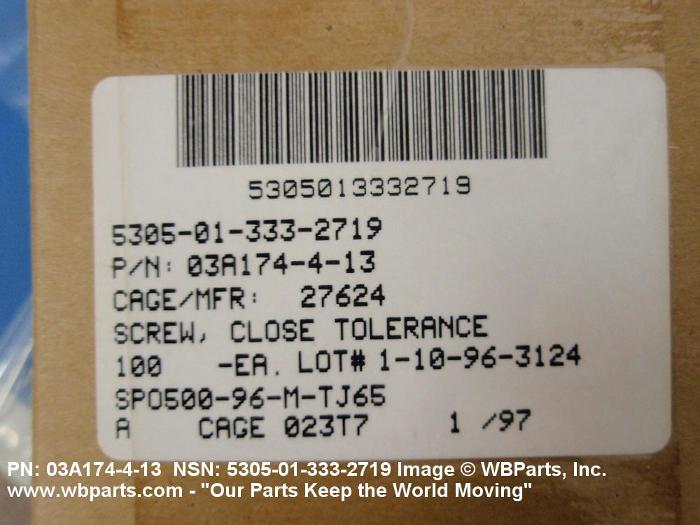 5305013332719
5305-01-333-2719
P/N: 03A174-4-13
CAGE/MFR: 27624
SCREW, CLOSE TOLERANCE
100 -EA. LOT# 1-10-96-3124
SPO500-96-M-TJ65
A CAGE 023T7 1 /97
PN: 03A174-4-13 NSN: 5305-01-333-2719 Image © WBParts, Inc.
www.wbparts.com - "Our Parts Keep the World Moving"